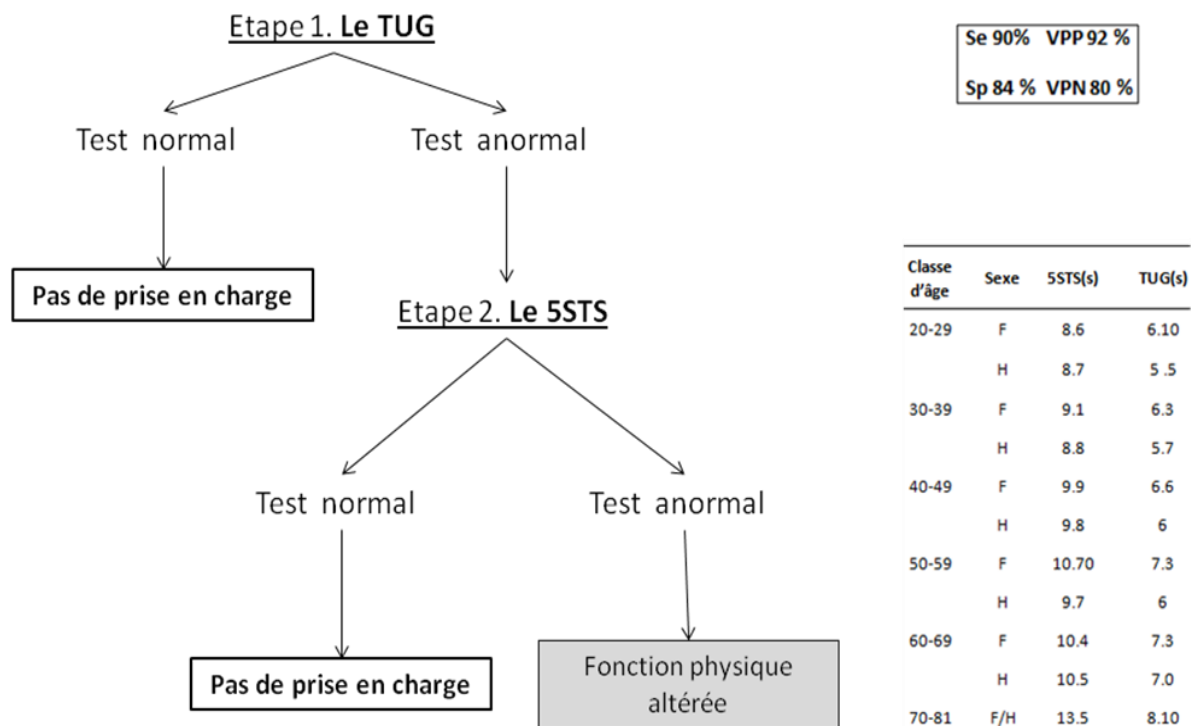 Etape 1. Le TUG
Se 90% VPP 92 %
Sp 84 % VPN 80 %
Test normal
Test anormal
Pas de prise en charge
Etape 2. Le 5STS
Test normal
Test anormal
Pas de prise en charge
Fonction physique
altérée
Classe
d'âge Sexe 5STS(s) TUG(s)
20-29 F 8.6 6.10
H 8.7 5 .5
30-39 F 9.1 6.3
H 8.8 5.7
40-49 F 9.9 6.6
H 9.8 6
50-59 F 10.70 7.3
H 9.7 6
60-69 F 10.4 7.3
H 10.5 7.0
70-81 F/H 13.5 8.10